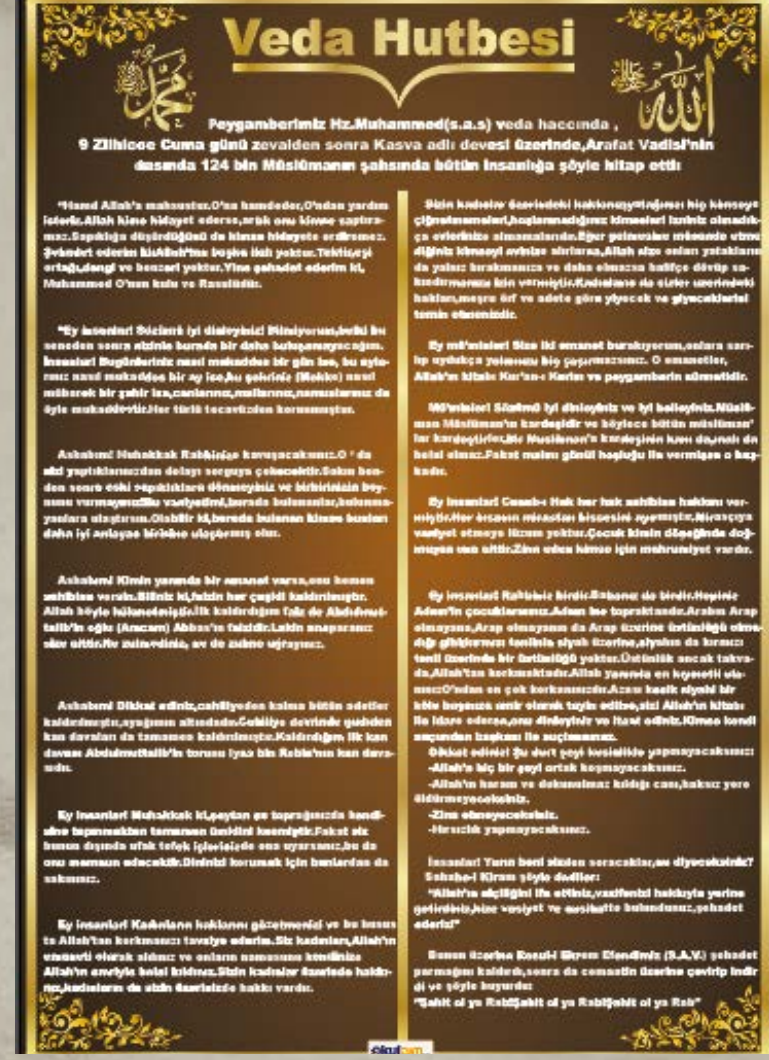 Veda Hutbesi
محمد
الله
Peygamberimiz Hz.Muhammed(s.a.s) veda haccında ,
9 Zilhicce Cuma günü zevalden sonra Kasva adlı devesi üzerinde,Arafat Vadisi'nin
124 bin Müslümanın şahsında bütün insanlığa şöyle hitap etti
"Hamd Allah'a mahsustur.O'na hamdeder,O'ndan yardım
isteriz.Allah kime hidayet ederse,artık onu kimse saptıra-
maz.Sapıklığa düşürdüğünü de kimse hidayete erdiremez.
Şehadet ederim ki Allah'tan başka ilah yoktur.Tektir,eşi
ortağı,dengi ve benzeri yoktur.Yine şehadet ederim ki,
Muhammed O'nun kulu ve Rasulüdür.
"Ey insanlar! Sözümü iyi dinleyiniz! Bilmiyorum,belki bu
seneden sonra sizinle burada bir daha buluşamayacağım.
İnsanlar! Bugünleriniz nasıl mukaddes bir gün ise, bu ayla-
rınız nasıl mukaddes bir ay ise,bu şehriniz (Mekke) nasıl
mübarek bir şehir ise,canlarınız,mallarınız,namuslarınız da
öyle mukaddestir.Her türlü tecavüzden korunmuştur.
Ashabım! Muhakkak Rabbinize kavuşacaksınız.O ' da
sizi yaptıklarınızdan dolayı sorguya çekecektir.Sakın ben-
den sonra eski sapıklıklara dönmeyiniz ve birbirinizin boy-
nunu vurmayınız!Bu vasiyetimi,burada bulunanlar,bulunma-
yanlara ulaştırsın.Olabilir ki,burada bulunan kimse bunları
daha iyi anlayan birisine ulaştırmış olur.
Ashabım! Kimin yanında bir emanet varsa,onu hemen
sahibine versin.Biliniz ki,faizin her çeşidi kaldırılmıştır.
Allah böyle hükmetmiştir.İlk kaldırdığım faiz de Abdulmut-
talib'in oğlu (Amcam) Abbas'ın faizidir.Lakin anaparanız
size aittir.Ne zulmediniz, ne de zulme uğrayınız.
Ashabım! Dikkat ediniz,cahiliyeden kalma bütün adetler
kaldırılmıştır,ayağımın altındadır.Cahiliye devrinde güdülen
kan davaları da tamamen kaldırılmıştır.Kaldırdığım ilk kan
davası Abdulmuttalib'in torunu İyas bin Rabia'nın kan dava-
sıdır.
Ey insanlar! Muhakkak ki,şeytan şu toprağınızda kendi-
sine tapınmaktan tamamen ümidini kesmiştir.Fakat siz
bunun dışında ufak tefek işlerinizde ona uyarsanız,bu da
onu memnun edecektir.Dininizi korumak için bunlardan da
sakınınız.
Ey insanlar! Kadınların haklarını gözetmenizi ve bu husus
ta Allah'tan korkmanızı tavsiye ederim.Siz kadınları,Allah'ın
emaneti olarak aldınız ve onların namusunu kendinize
Allah'ın emriyle helal kıldınız.Sizin kadınlar üzerinde hakkı-
nız,kadınların da sizin üzerinizde hakkı vardır.
Sizin kadınlar üzerindeki hakkınız;yatağınızı hiç kimseye
çiğnetmemeleri,hoşlanmadığınız kimseleri izniniz olmadık-
ça evlerinize almamalarıdır.Eğer gelmesine müsaade etme
diğiniz kimseyi evinize alırlarsa,Allah size onları yataklarında
da yalnız bırakmanıza ve daha olmazsa hafifçe dövüp sa-
kındırmanıza izin vermiştir.Kadınların da sizler üzerindeki
hakları,meşru örf ve adete göre yiyecek ve giyeceklerini
temin etmenizdir.
Ey mü'minler! Size iki emanet bırakıyorum,onlara sarı-
lıp uydukça yolunuzu hiç şaşırmazsınız. O emanetler,
Allah'ın kitabı Kur'an-ı Kerim ve peygamberin sünnetidir.
Mü'minler! Sözümü iyi dinleyiniz ve iyi belleyiniz.Müslü-
man Müslüman'ın kardeşidir ve böylece bütün müslüman'
lar kardeştirler.Bir Müslüman'a kardeşinin kanı da,malı da
helal olmaz.Fakat malını gönül hoşluğu ile vermişse o baş-
kadır.
Ey insanlar! Cenab-ı Hak her hak sahibine hakkını ver-
miştir.Her insanın mirastan hissesini ayırmıştır.Mirasçıya
vasiyet etmeye lüzum yoktur.Çocuk kimin döşeğinde doğ-
muşsa ona aittir.Zina eden kimse için mahrumiyet vardır.
Ey insanlar! Rabbiniz birdir.Babanız da birdir.Hepiniz
Adem'in çocuklarısınız.Adem ise topraktandır.Arabın Arap
olmayana,Arap olmayanın da Arap üzerine üstünlüğü olma-
dığı gibi;kırmızı tenlinin siyah üzerine,siyahın da kırmızı
tenli üzerinde bir üstünlüğü yoktur.Üstünlük ancak takva-
da,Allah'tan korkmaktadır.Allah yanında en kıymetli ola-
nınız O'ndan en çok korkanınızdır.Azası kesik siyahi bir
köle başınıza amir olarak tayin edilse,sizi Allah'ın kitabı
ile idare ederse,onu dinleyiniz ve itaat ediniz.Kimse kendi
suçundan başkası ile suçlanamaz.
Dikkat ediniz! Şu dört şeyi kesinlikle yapmayacaksınız:
-Allah'a hiç bir şeyi ortak koşmayacaksınız.
-Allah'ın haram ve dokunulmaz kıldığı canı,haksız yere
öldürmeyeceksiniz.
-Zina etmeyeceksiniz.
-Hırsızlık yapmayacaksınız.
İnsanlar! Yarın beni sizden soracaklar,ne diyeceksiniz?
Sahabe-i Kiram şöyle dediler:
"Allah'ın elçiliğini ifa ettiniz,vazifenizi hakkıyla yerine
getirdiniz,bize vasiyet ve nasihatte bulundunuz,şehadet
ederiz!"
Bunun üzerine Resul-i Ekrem Efendimiz (S.A.V.) şehadet
parmağını kaldırdı,sonra da cemaatin üzerine çevirip indir
di ve şöyle buyurdu:
"Şahit ol ya Rab!Şahit ol ya Rab!Şahit ol ya Rab"